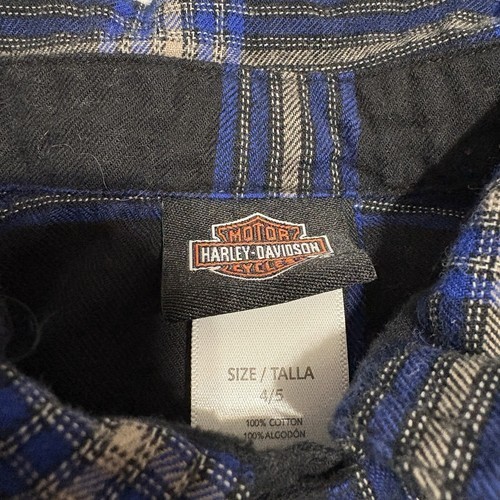 MOTOR
HARLEY-DAVIDSON
CYCLES
SIZE / TALLA
4/5
100% COTTON
100% ALGODÓN